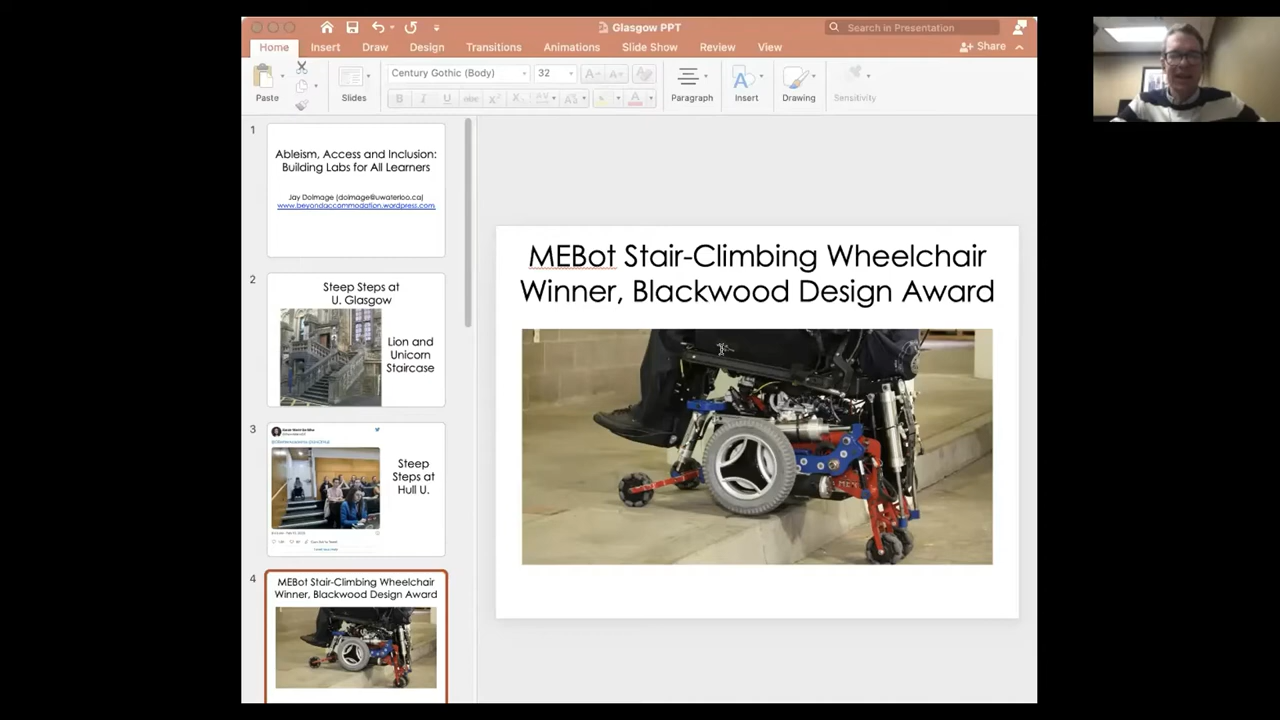 Glasgow PPT
Search in Presentation
Home
Insert
Draw
Design
Transitions
Animations
Slide Show
Review
View
Share
Century Gothic (Body)
32
Paste
Slides
Paragraph
Insert
Drawing
Sensitivity
1
Ableism, Access and Inclusion:
Building Labs for All Learners
Jay Dolmage (dolmage@uwaterloo.ca)
www.beyondaccommodation.wordpress.com
2
Steep Steps at
U. Glasgow
Lion and
Unicorn
Staircase
3
Steep
Steps at
Hull U.
4
MEBot Stair-Climbing Wheelchair
Winner, Blackwood Design Award
MEBot Stair-Climbing Wheelchair
Winner, Blackwood Design Award